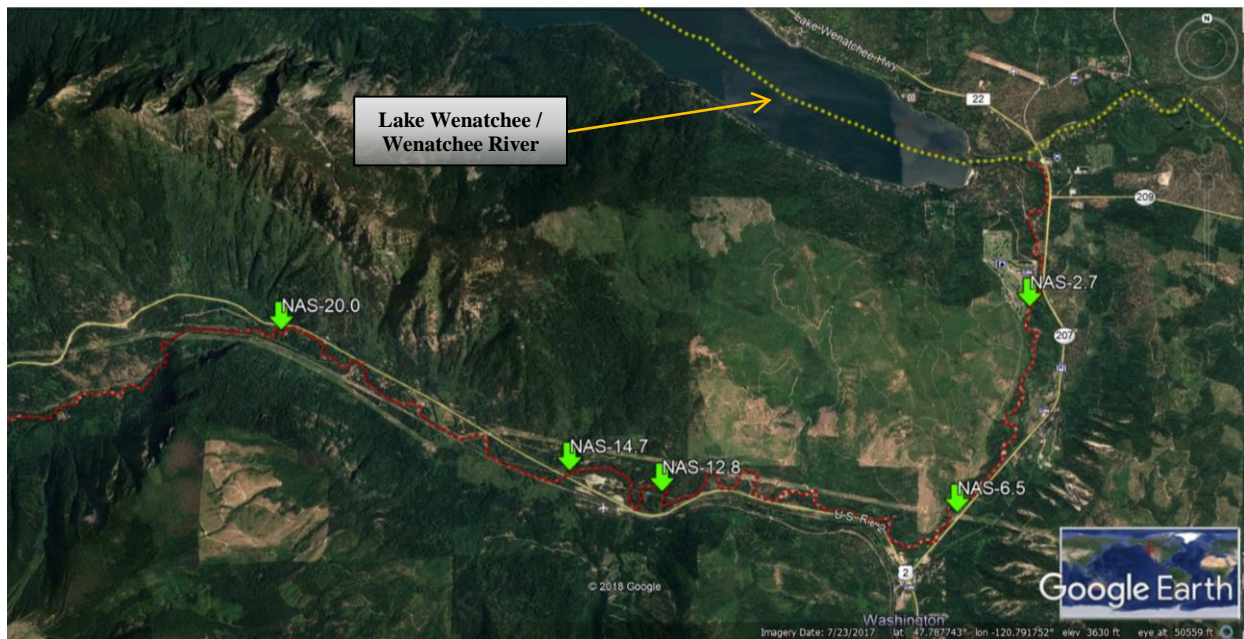 N
Lake-Wenatchee-Hwy
22
Lake Wenatchee /
Wenatchee River
209
NAS-2.7
NAS-20.0
207
NAS-14.7
NAS-12.8
NAS-6.5
2
© 2018 Google
Google Earth
Washington
Imagery Date: 7/23/2017 lat 47.787743° lon -120.791752° elev 3630 ft eye alt 50559 ft